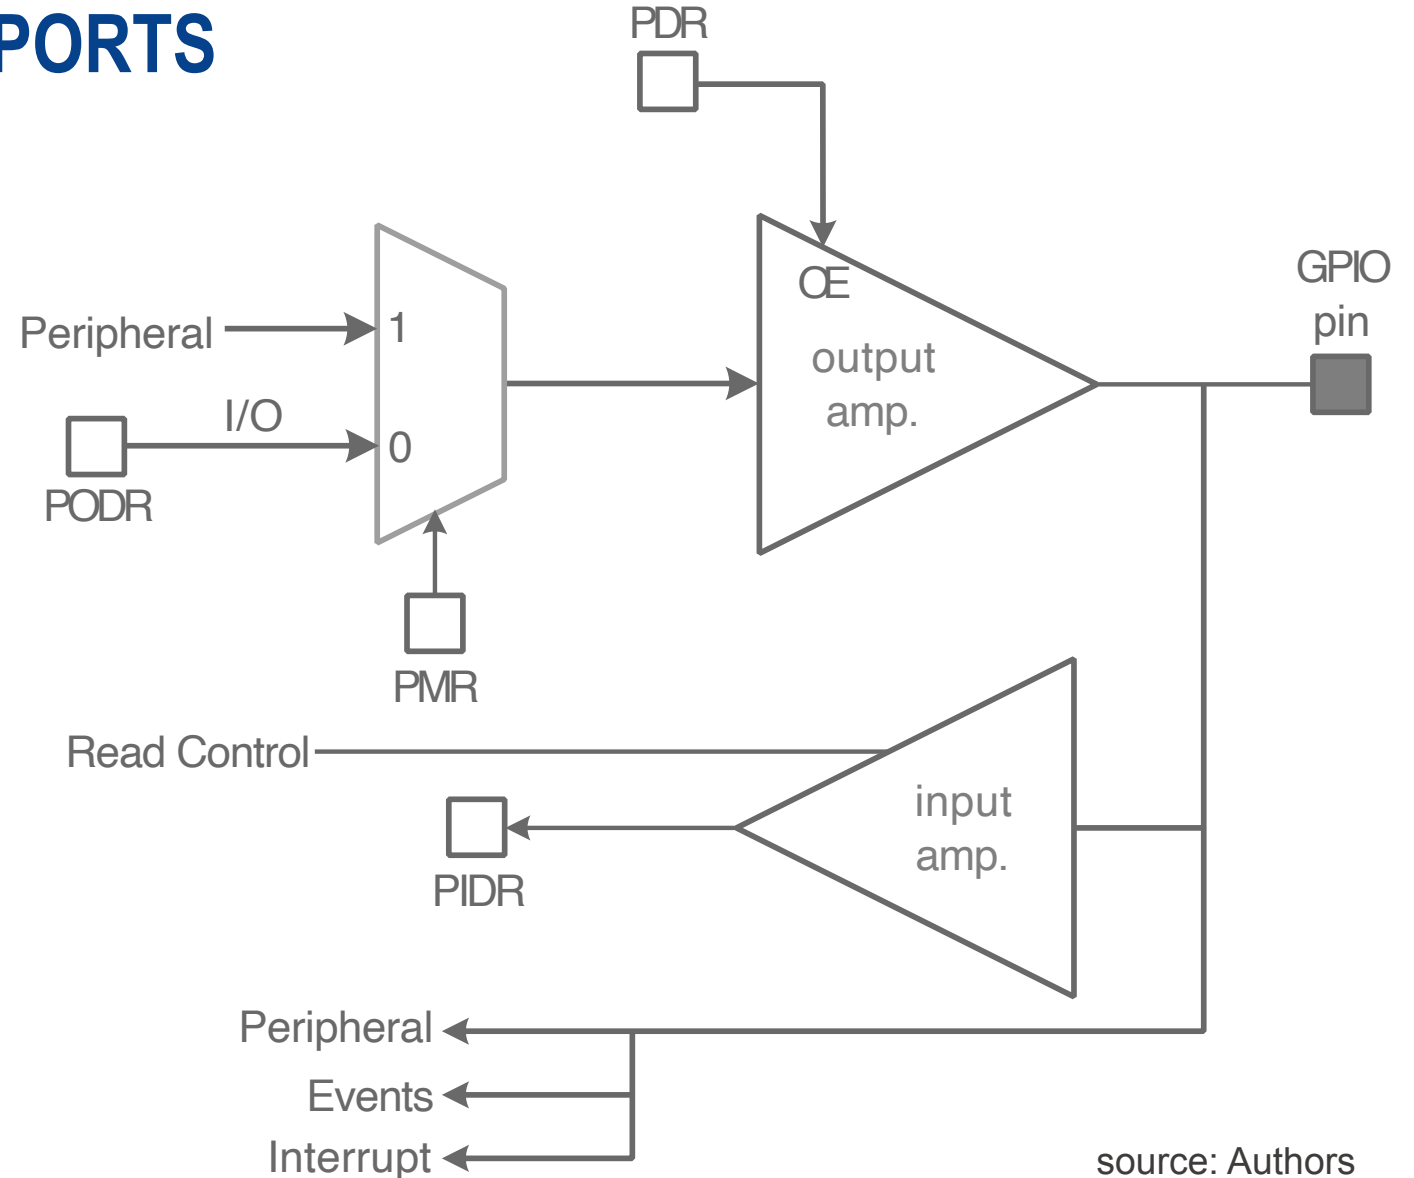 PORTS
PDR
OE
GPIO
pin
Peripheral
1
output
amp.
I/O
0
PODR
PMR
Read Control
input
amp.
PIDR
Peripheral
Events
Interrupt
source: Authors